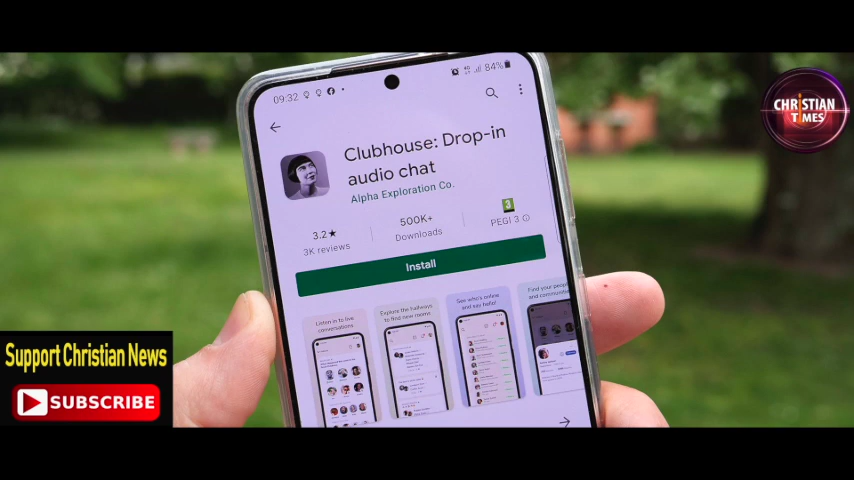 CHRISTIAN
TIMES
09:32
84%
Clubhouse: Drop-in
audio chat
Alpha Exploration Co.
3.2★
3K reviews
500K+
Downloads
3
PEGI 3
Install
Listen in to live
conversations
Explore the hallways
to find new rooms
See who's online
and say hello!
Find your people
and communities
Support Christian News
SUBSCRIBE